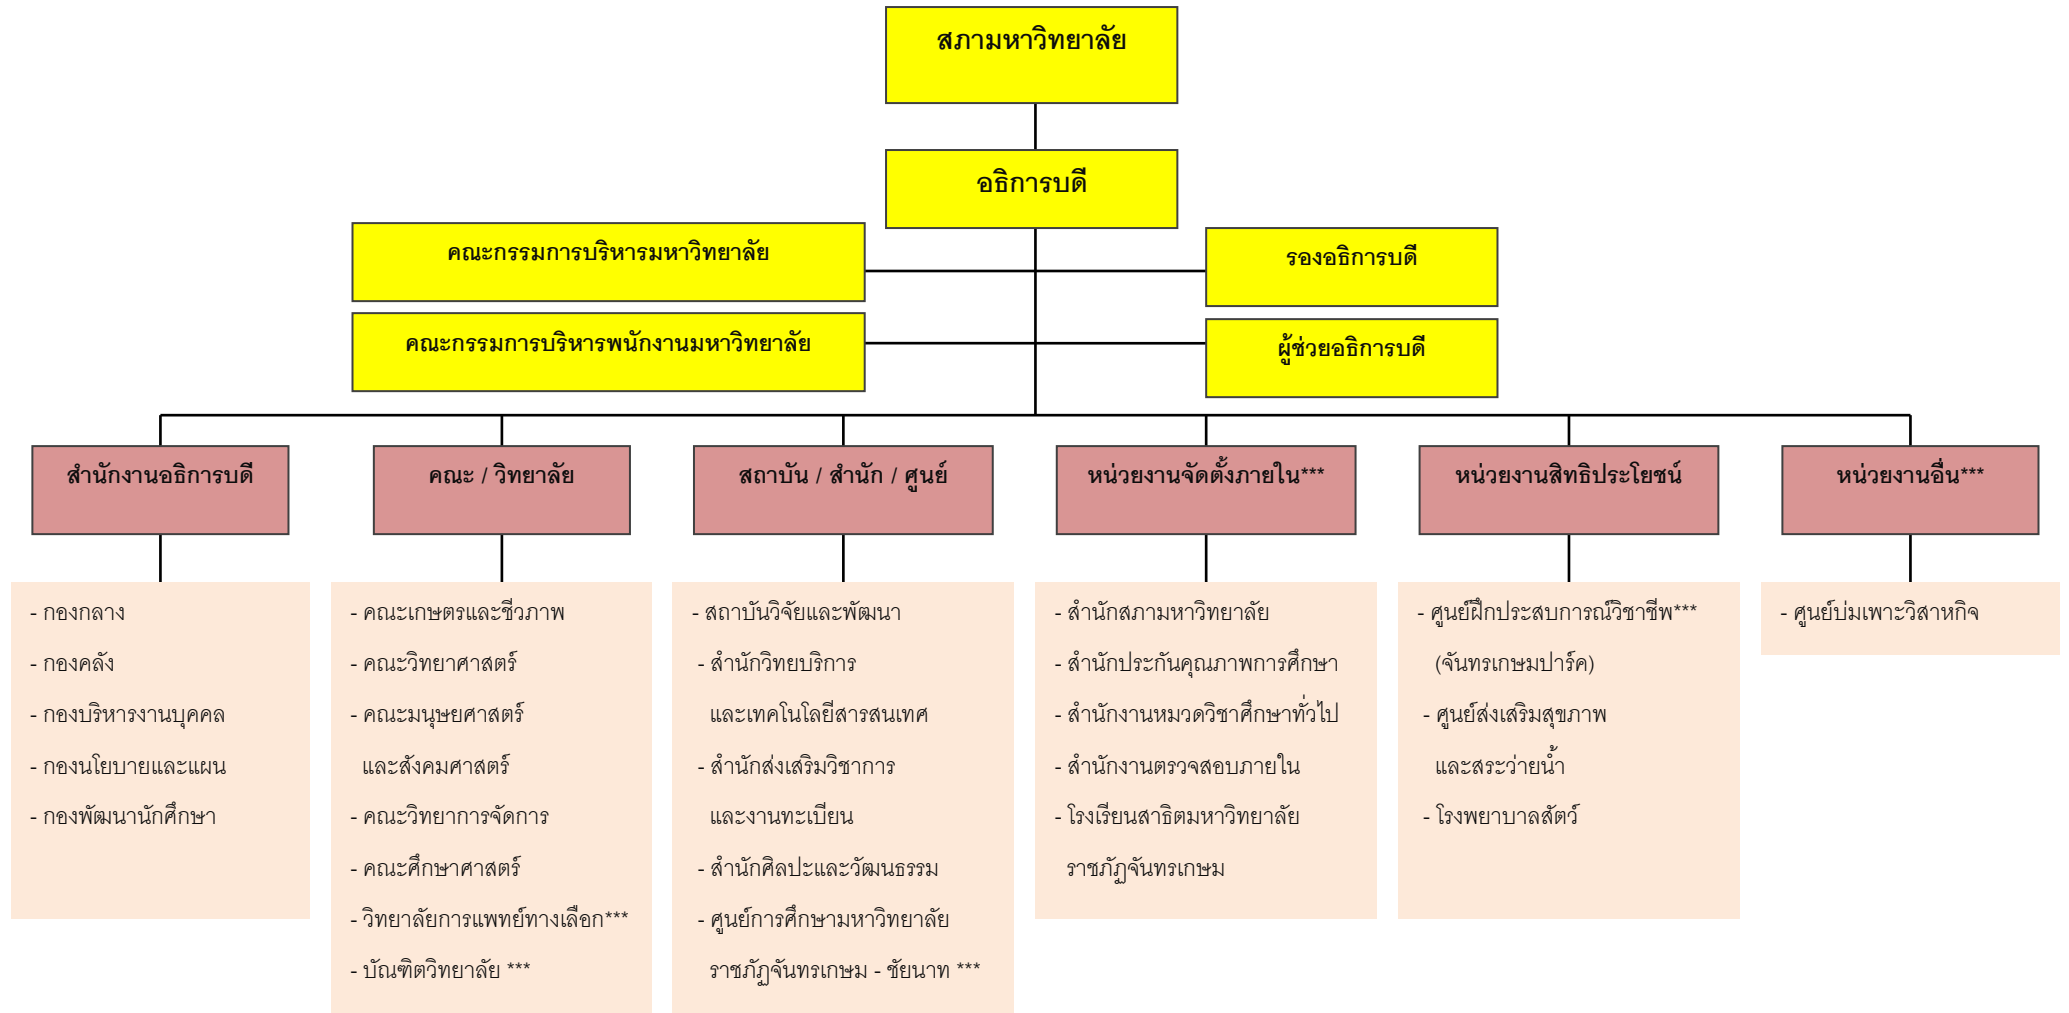 สภามหาวิทยาลัย
อธิการบดี
คณะกรรมการบริหารมหาวิทยาลัย
รองอธิการบดี
คณะกรรมการบริหารพนักงานมหาวิทยาลัย
ผู้ช่วยอธิการบดี
สำนักงานอธิการบดี
คณะ / วิทยาลัย
สถาบัน / สำนัก / ศูนย์
หน่วยงานจัดตั้งภายใน***
หน่วยงานสิทธิประโยชน์
หน่วยงานอื่น***
- กองกลาง
- กองคลัง
- กองบริหารงานบุคคล
- กองนโยบายและแผน
- กองพัฒนานักศึกษา
- คณะเกษตรและชีวภาพ
- คณะวิทยาศาสตร์
- คณะมนุษยศาสตร์
และสังคมศาสตร์
- คณะวิทยาการจัดการ
- คณะศึกษาศาสตร์
- วิทยาลัยการแพทย์ทางเลือก***
- บัณฑิตวิทยาลัย ***
- สถาบันวิจัยและพัฒนา
- สำนักวิทยบริการ
และเทคโนโลยีสารสนเทศ
- สำนักส่งเสริมวิชาการ
และงานทะเบียน
- สำนักศิลปะและวัฒนธรรม
- ศูนย์การศึกษามหาวิทยาลัย
ราชภัฏจันทรเกษม - ชัยนาท ***
- สำนักสภามหาวิทยาลัย
- สำนักประกันคุณภาพการศึกษา
- สำนักงานหมวดวิชาศึกษาทั่วไป
- สำนักงานตรวจสอบภายใน
- โรงเรียนสาธิตมหาวิทยาลัย
ราชภัฏจันทรเกษม
- ศูนย์ฝึกประสบการณ์วิชาชีพ***
(จันทรเกษมปาร์ค)
- ศูนย์ส่งเสริมสุขภาพ
และสระว่ายน้ำ
- โรงพยาบาลสัตว์
- ศูนย์บ่มเพาะวิสาหกิจ